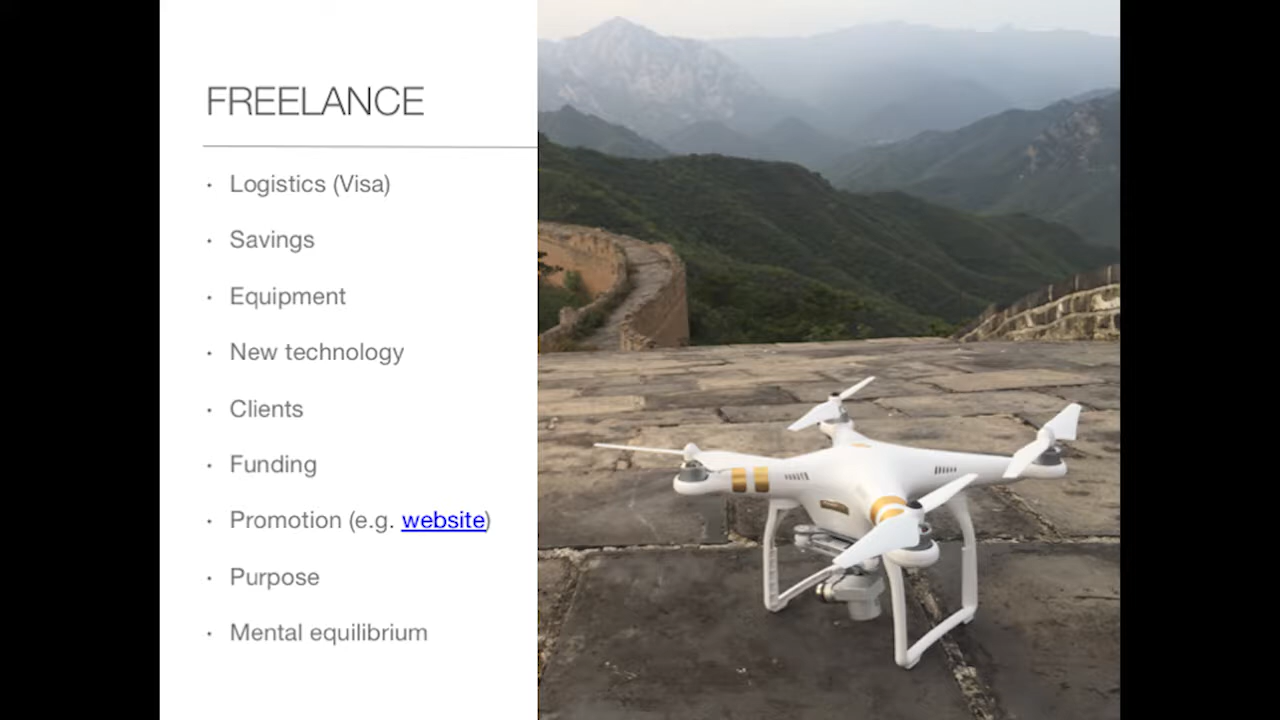 FREELANCE
· Logistics (Visa)
· Savings
· Equipment
· New technology
· Clients
· Funding
· Promotion (e.g. website)
· Purpose
· Mental equilibrium